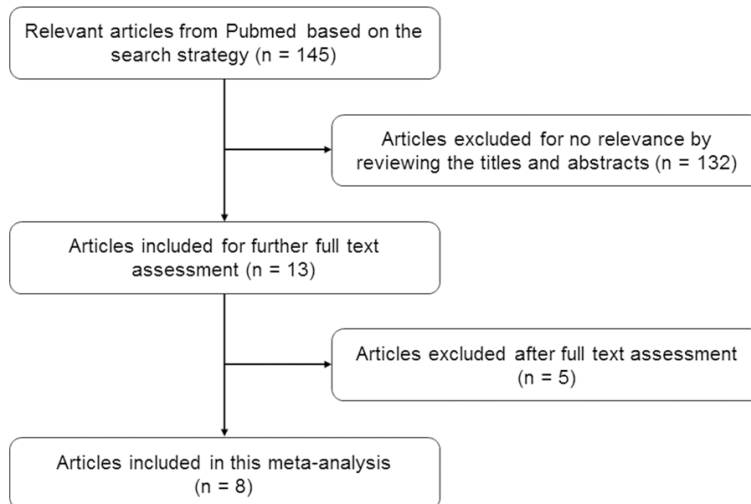 Relevant articles from Pubmed based on the
search strategy (n = 145)
Articles excluded for no relevance by
reviewing the titles and abstracts (n = 132)
Articles included for further full text
assessment (n = 13)
Articles excluded after full text assessment
(n = 5)
Articles included in this meta-analysis
(n = 8)